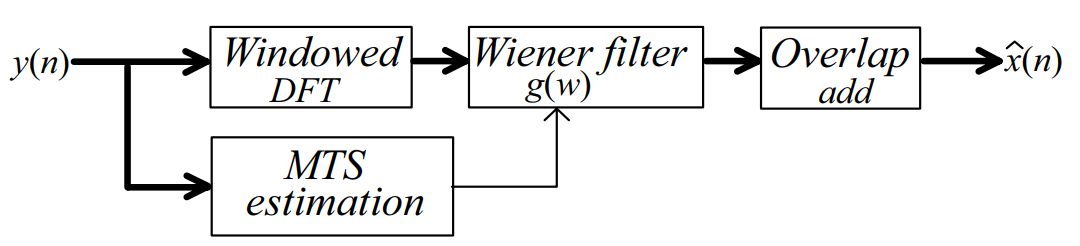 y(n)
Windowed
DFT
Wiener filter
g(w)
Overlap
add
x̂(n)
MTS
estimation